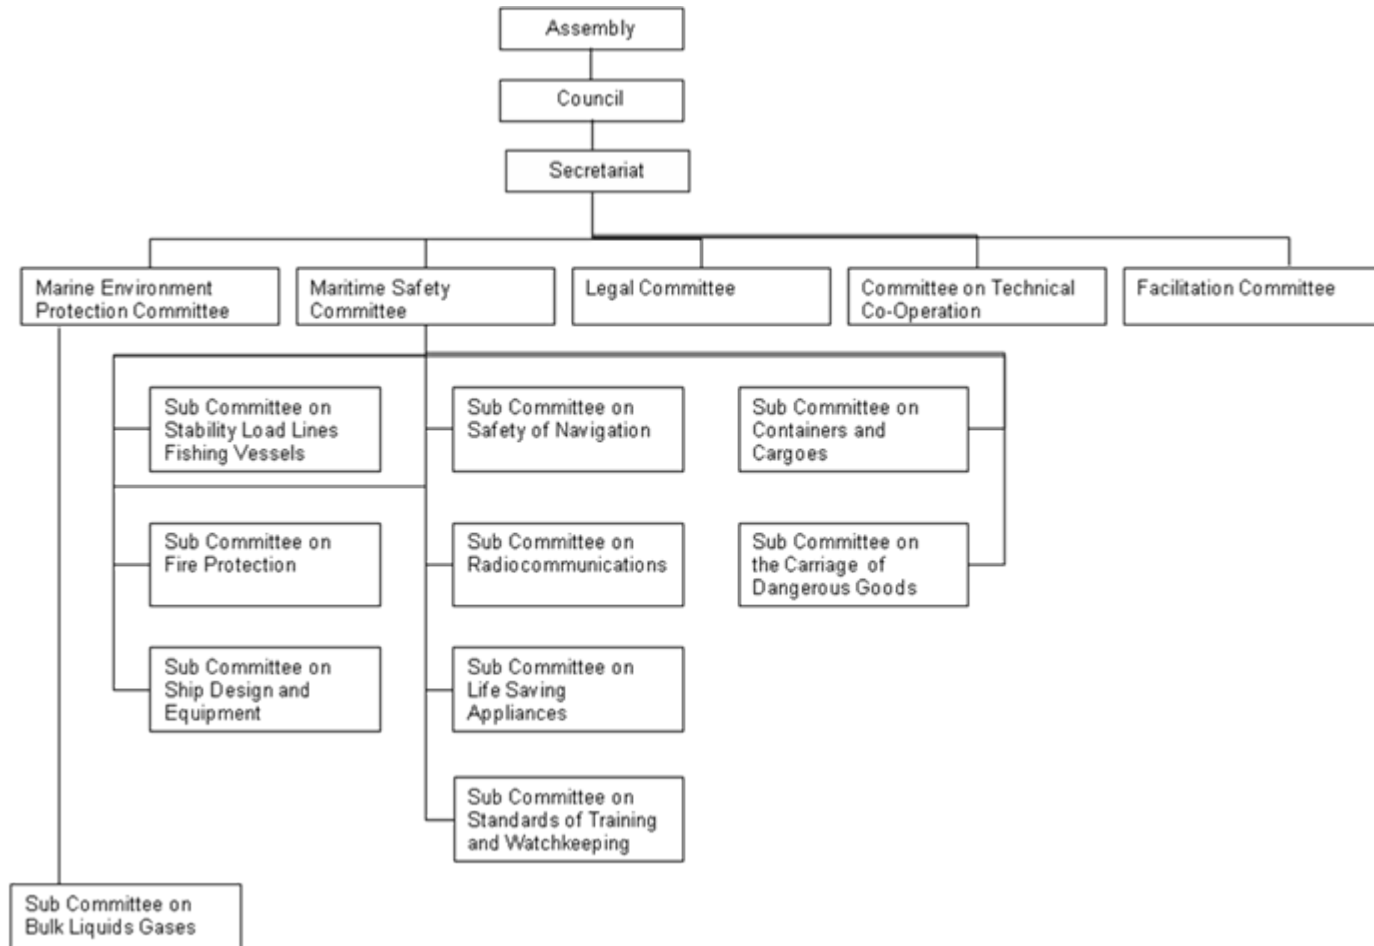 Assembly
Council
Secretariat
Marine Environment
Protection Committee
Maritime Safety
Committee
Legal Committee
Committee on Technical
Co-Operation
Facilitation Committee
Sub Committee on
Stability Load Lines
Fishing Vessels
Sub Committee on
Safety of Navigation
Sub Committee on
Containers and
Cargoes
Sub Committee on
Fire Protection
Sub Committee on
Radiocommunications
Sub Committee on
the Carriage of
Dangerous Goods
Sub Committee on
Ship Design and
Equipment
Sub Committee on
Life Saving
Appliances
Sub Committee on
Standards of Training
and Watchkeeping
Sub Committee on
Bulk Liquids Gases